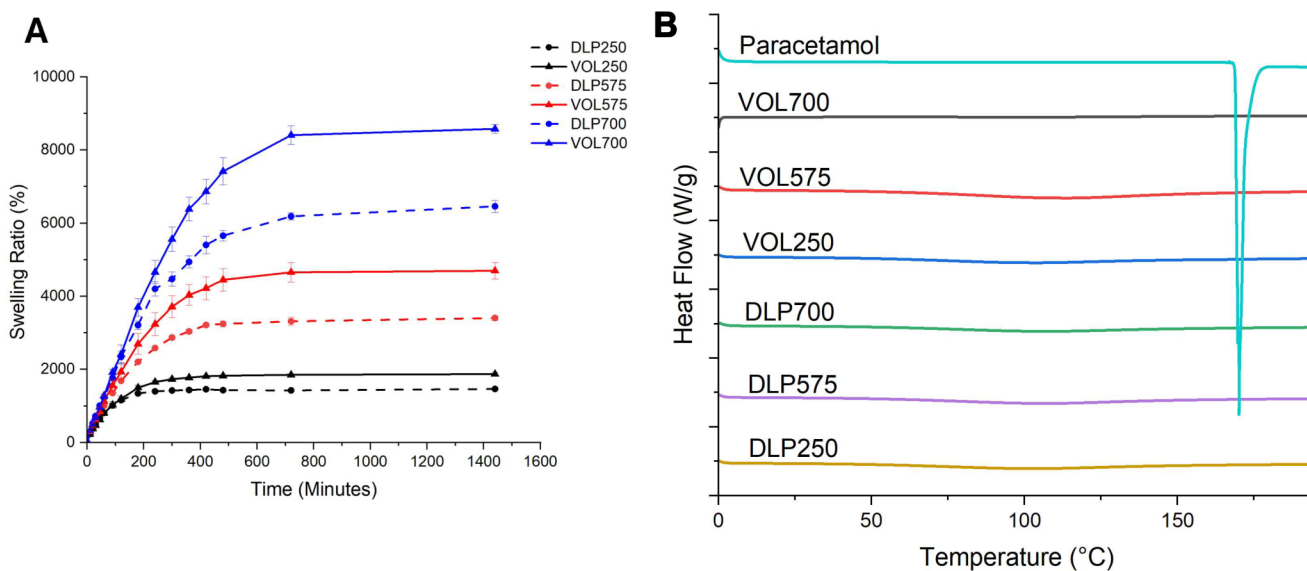 A
DLP250
VOL250
DLP575
VOL575
DLP700
VOL700
10000
8000
6000
4000
2000
0
Swelling Ratio (%)
0 200 400 600 800 1000 1200 1400 1600
Time (Minutes)
B
Paracetamol
VOL700
VOL575
VOL250
DLP700
DLP575
DLP250
Heat Flow (W/g)
0 50 100 150
Temperature (°C)